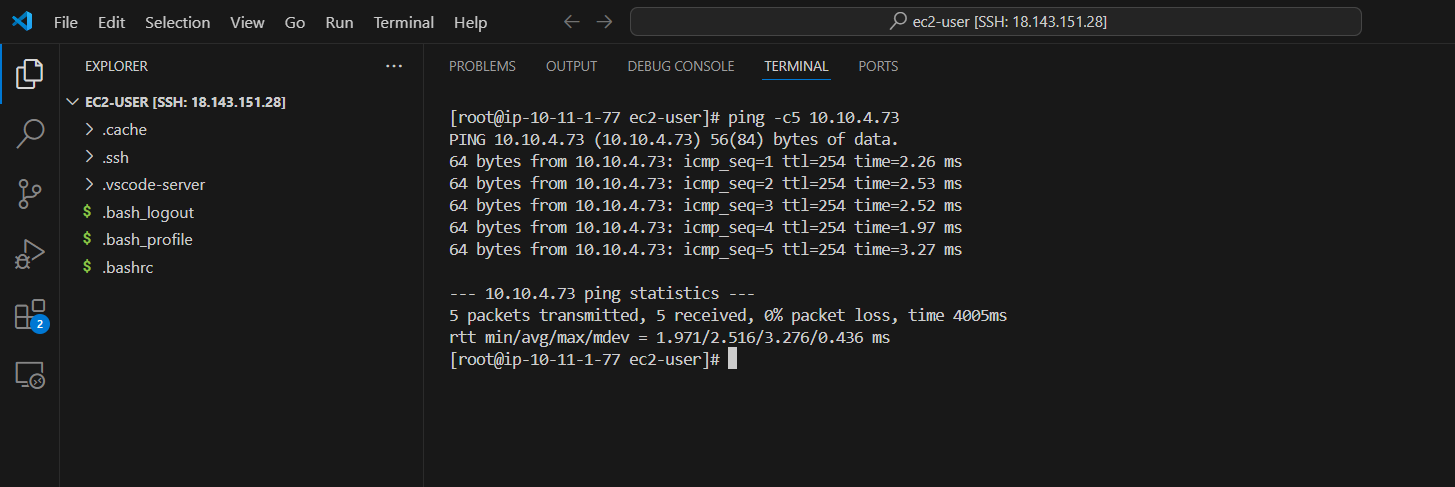 File Edit Selection View Go Run Terminal Help
ec2-user [SSH: 18.143.151.28]
EXPLORER
EC2-USER [SSH: 18.143.151.28]
.cache
.ssh
.vscode-server
$ .bash_logout
$ .bash_profile
$ .bashrc
2
PROBLEMS OUTPUT DEBUG CONSOLE TERMINAL PORTS
[root@ip-10-11-1-77 ec2-user]# ping -c5 10.10.4.73
PING 10.10.4.73 (10.10.4.73) 56(84) bytes of data.
64 bytes from 10.10.4.73: icmp_seq=1 ttl=254 time=2.26 ms
64 bytes from 10.10.4.73: icmp_seq=2 ttl=254 time=2.53 ms
64 bytes from 10.10.4.73: icmp_seq=3 ttl=254 time=2.52 ms
64 bytes from 10.10.4.73: icmp_seq=4 ttl=254 time=1.97 ms
64 bytes from 10.10.4.73: icmp_seq=5 ttl=254 time=3.27 ms
--- 10.10.4.73 ping statistics ---
5 packets transmitted, 5 received, 0% packet loss, time 4005ms
rtt min/avg/max/mdev = 1.971/2.516/3.276/0.436 ms
[root@ip-10-11-1-77 ec2-user]#